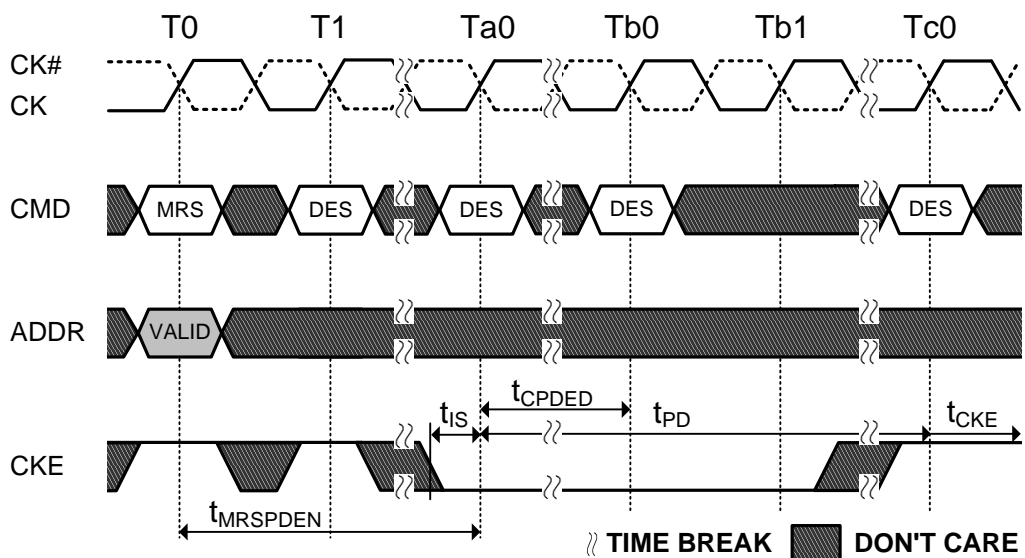 T0 T1 Ta0 Tb0 Tb1 Tc0
CK#
CK
CMD MRS DES DES DES DES
ADDR VALID
tIS tCPDED tPD tCKE
CKE
tMRSPDEN
TIME BREAK DON'T CARE